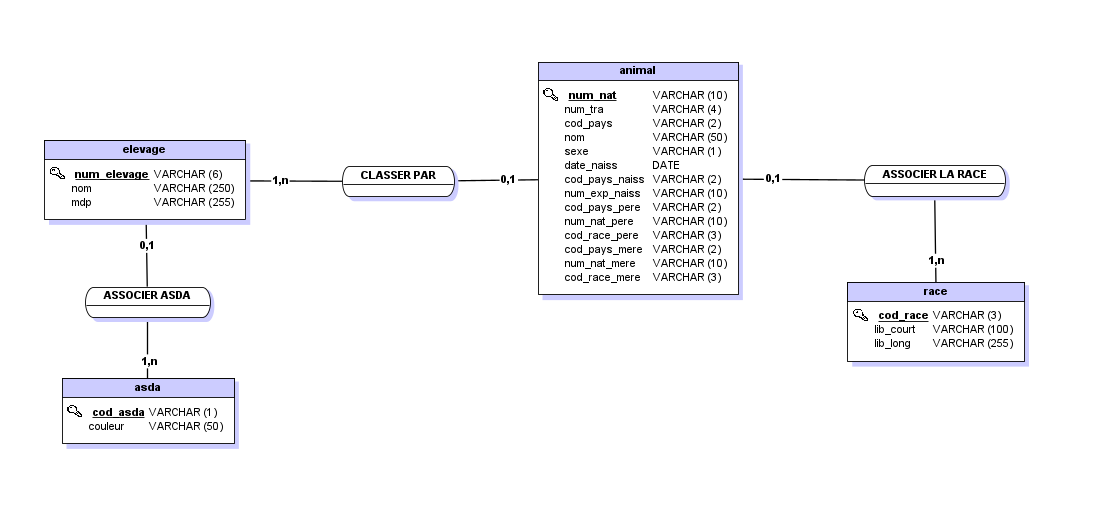 animal
num_nat VARCHAR (10)
num_tra VARCHAR (4)
cod_pays VARCHAR (2)
nom VARCHAR (50)
sexe VARCHAR (1)
date_naiss DATE
cod_pays_naiss VARCHAR (2)
num_exp_naiss VARCHAR (10)
cod_pays_pere VARCHAR (2)
num_nat_pere VARCHAR (10)
cod_race_pere VARCHAR (3)
cod_pays_mere VARCHAR (2)
num_nat_mere VARCHAR (10)
cod_race_mere VARCHAR (3)
elevage
num_elevage VARCHAR (6)
nom VARCHAR (250)
mdp VARCHAR (255)
1,n
CLASSER PAR
0,1
0,1
ASSOCIER LA RACE
1,n
race
cod_race VARCHAR (3)
lib_court VARCHAR (100)
lib_long VARCHAR (255)
0,1
ASSOCIER ASDA
1,n
asda
cod_asda VARCHAR (1)
couleur VARCHAR (50)